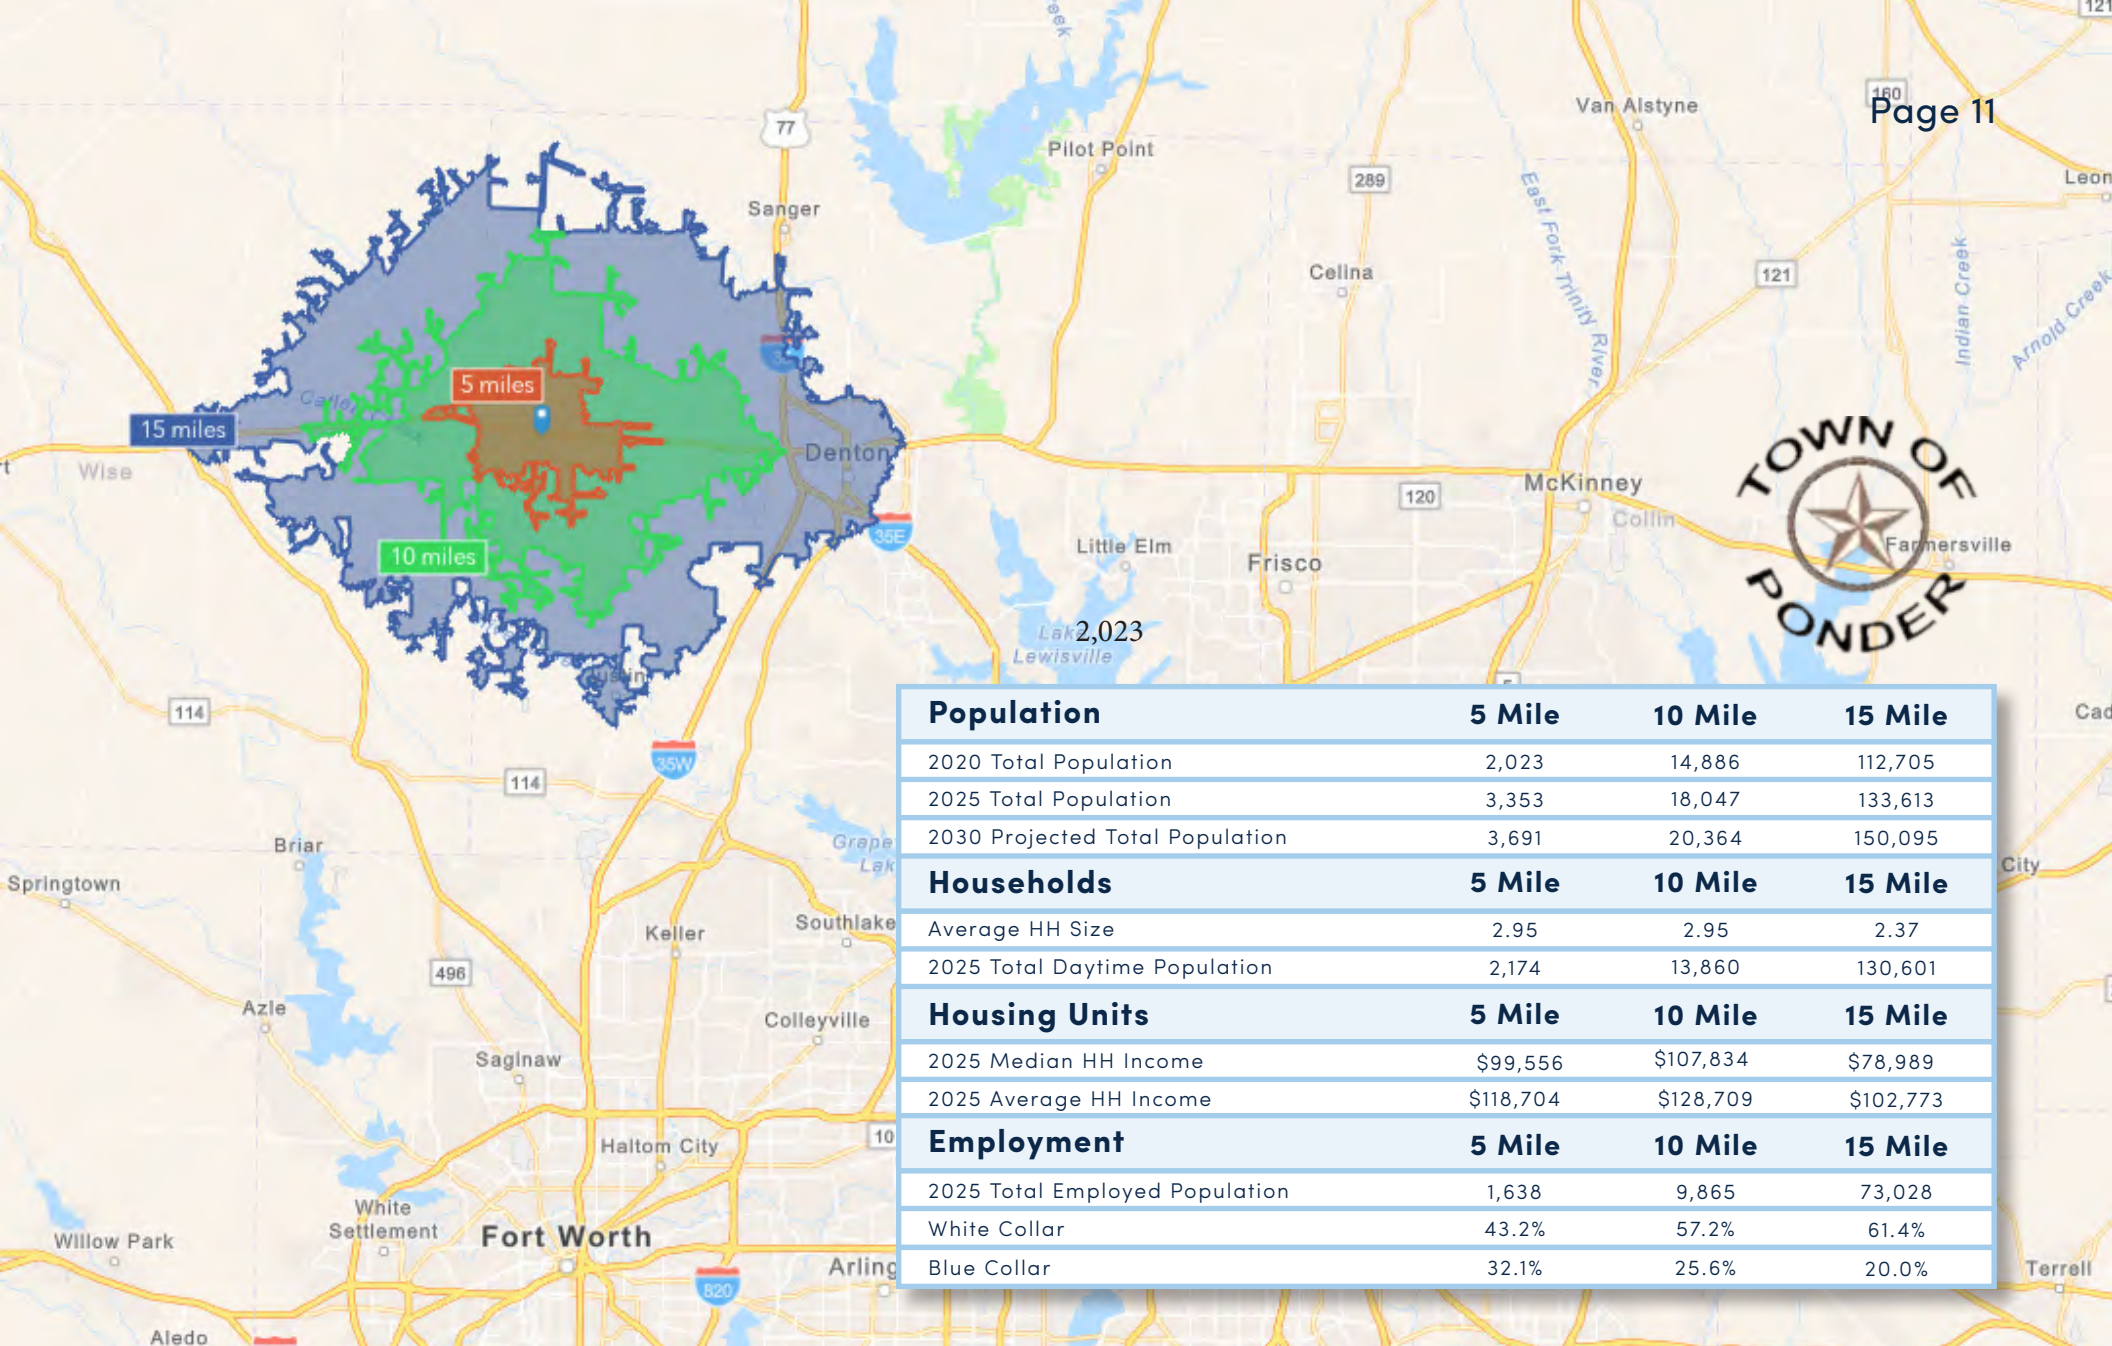 121
160
Page 11
Van Alstyne
77
Pilot Point
289
Leon
Sanger
East Fork Trinity River
Indian Creek
Arnold Creek
Celina
121
5 miles
15 miles
Denton
Wise
TOWN OF
PONDER
McKinney
120
Collin
35E
Little Elm
Farmersville
10 miles
Frisco
2,023
Lake
Lewisville
114
Cad
35W
114
Briar
Grape
Lak
City
Springtown
Southlake
Keller
496
Azle
Colleyville
Saginaw
10
Haltom City
White
Settlement
Fort Worth
Willow Park
Arling
820
Terrell
Aledo
Population 5 Mile 10 Mile 15 Mile
2020 Total Population 2,023 14,886 112,705
2025 Total Population 3,353 18,047 133,613
2030 Projected Total Population 3,691 20,364 150,095
Households 5 Mile 10 Mile 15 Mile
Average HH Size 2.95 2.95 2.37
2025 Total Daytime Population 2,174 13,860 130,601
Housing Units 5 Mile 10 Mile 15 Mile
2025 Median HH Income $99,556 $107,834 $78,989
2025 Average HH Income $118,704 $128,709 $102,773
Employment 5 Mile 10 Mile 15 Mile
2025 Total Employed Population 1,638 9,865 73,028
White Collar 43.2% 57.2% 61.4%
Blue Collar 32.1% 25.6% 20.0%